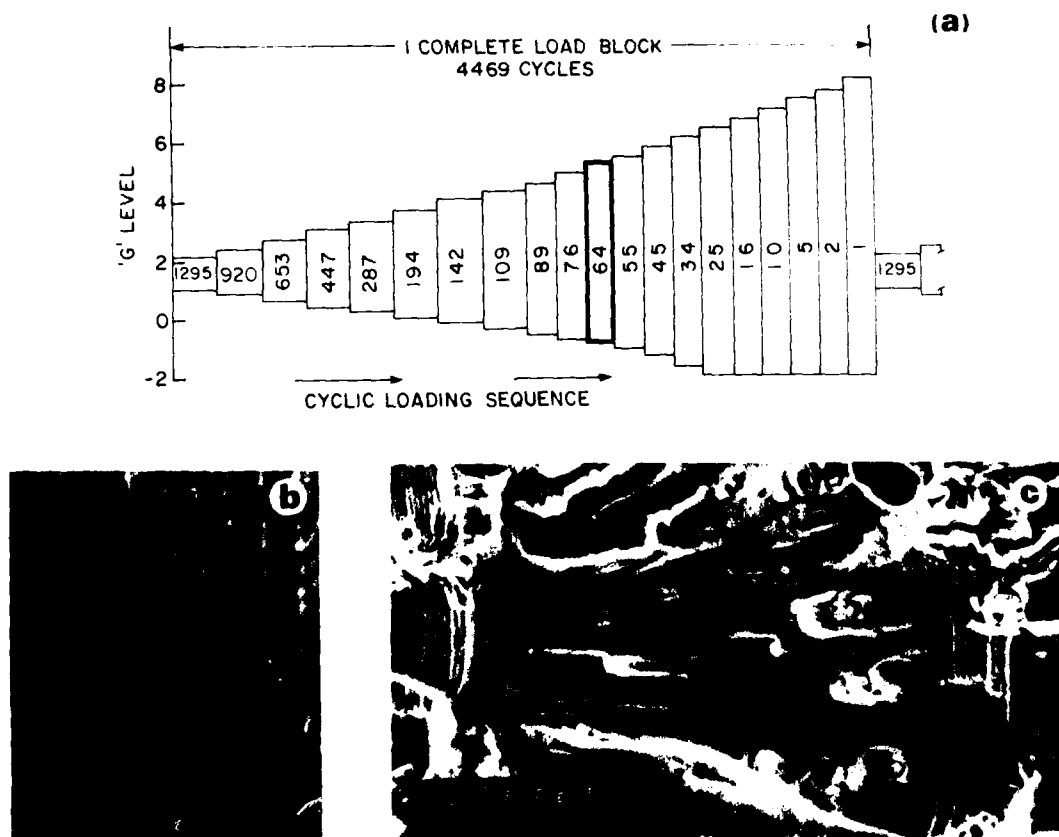 (a)
1 COMPLETE LOAD BLOCK
4469 CYCLES
8
6
4
2
0
-2
'G' LEVEL
1295 920 653 447 287 194 142 109 89 76 64 55 45 34 25 16 10 5 2 1 1295
CYCLIC LOADING SEQUENCE
b
c